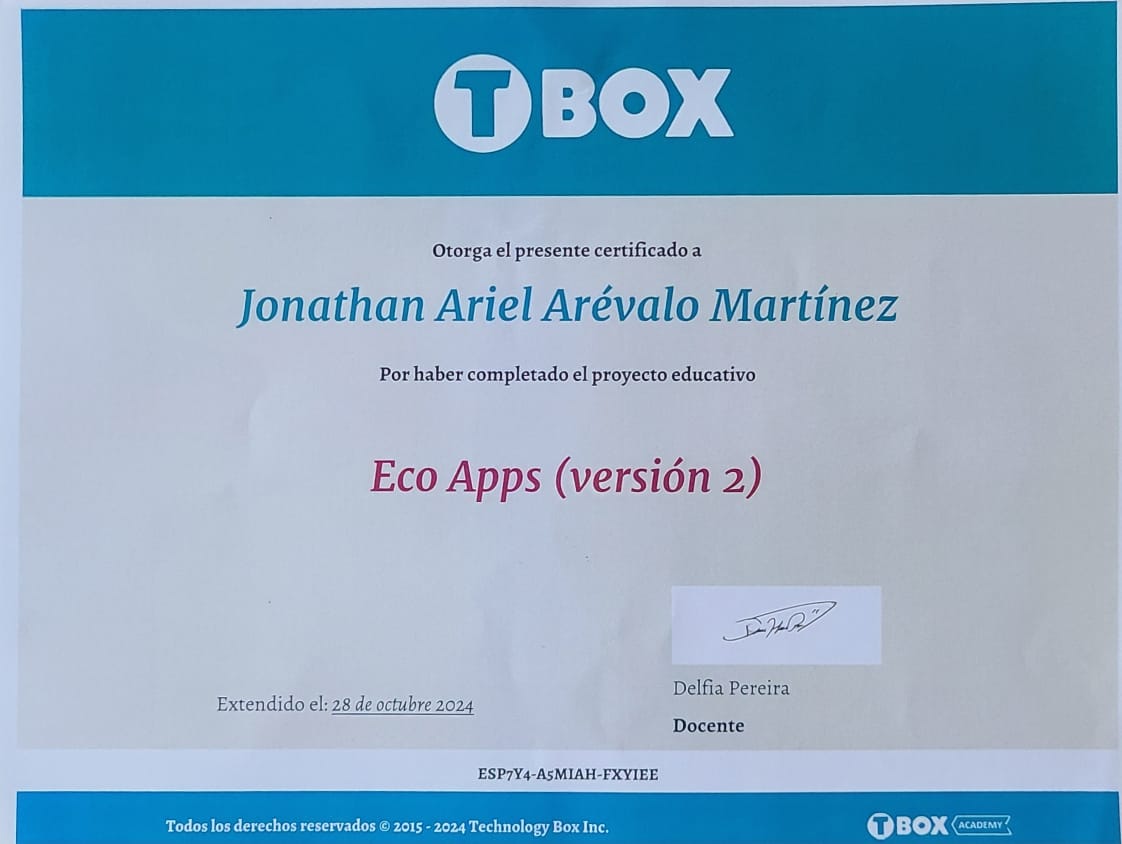 TBOX
Otorga el presente certificado a
Jonathan Ariel Arévalo Martínez
Por haber completado el proyecto educativo
Eco Apps (versión 2)
Extendido el: 28 de octubre 2024
Delfia Pereira
Docente
ESP7Y4-A5MIAH-FXYIEE
Todos los derechos reservados © 2015 - 2024 Technology Box Inc.
TBOX ACADEMY